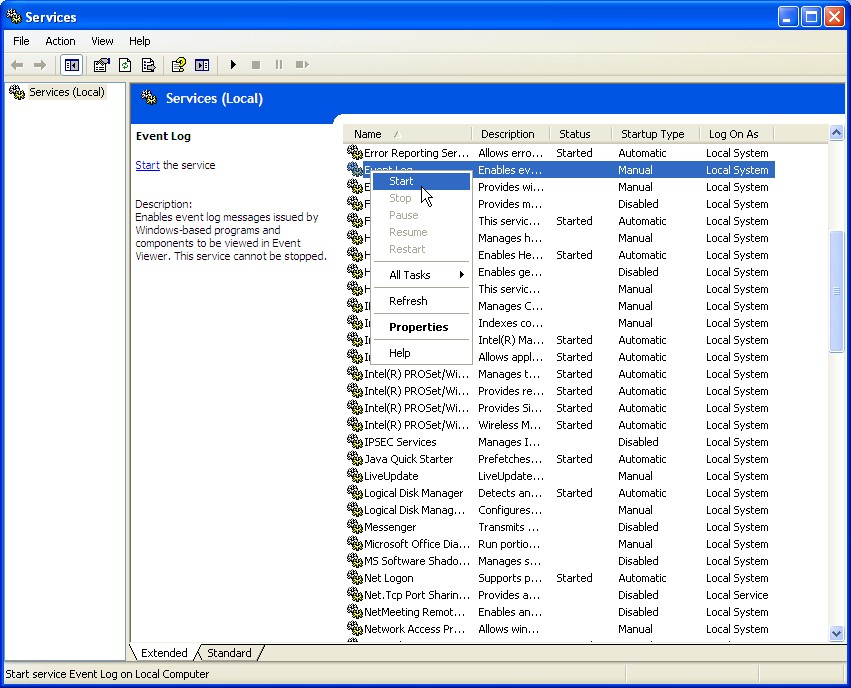 Services
File Action View Help
Services (Local)
Services (Local)
Event Log
Start the service
Description:
Enables event log messages issued by
Windows-based programs and
components to be viewed in Event
Viewer. This service cannot be stopped.
Name Description Status Startup Type Log On As
Error Reporting Ser... Allows erro... Started Automatic Local System
Event Log Enables ev... Manual Local System
Provides wi... Manual Local System
Provides m... Disabled Local System
This servic... Started Automatic Local System
Manages h... Manual Local System
Enables He... Started Automatic Local System
Enables ge... Disabled Local System
This servic... Manual Local System
Manages C... Manual Local System
Indexes co... Manual Local System
Intel(R) Ma... Started Automatic Local System
Allows appl... Started Automatic Local System
Intel(R) PROSet/Wi... Manages t... Started Automatic Local System
Intel(R) PROSet/Wi... Provides re... Started Automatic Local System
Intel(R) PROSet/Wi... Provides Si... Started Automatic Local System
Intel(R) PROSet/Wi... Wireless M... Started Automatic Local System
IPSEC Services Manages I... Disabled Local System
Java Quick Starter Prefetches... Started Automatic Local System
LiveUpdate LiveUpdate... Manual Local System
Logical Disk Manager Detects an... Started Automatic Local System
Logical Disk Manag... Configures... Manual Local System
Messenger Transmits ... Disabled Local System
Microsoft Office Dia... Run portio... Manual Local System
MS Software Shado... Manages s... Disabled Local System
Net Logon Supports p... Started Automatic Local System
Net.Tcp Port Sharin... Provides a... Disabled Local Service
NetMeeting Remot... Enables an... Disabled Local System
Network Access Pr... Allows win... Manual Local System
Start
Stop
Pause
Resume
Restart
All Tasks
Refresh
Properties
Help
Extended Standard
Start service Event Log on Local Computer